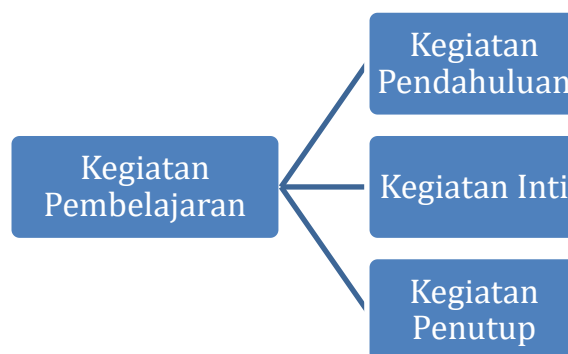 Kegiatan
Pembelajaran
Kegiatan
Pendahuluan
Kegiatan Inti
Kegiatan
Penutup